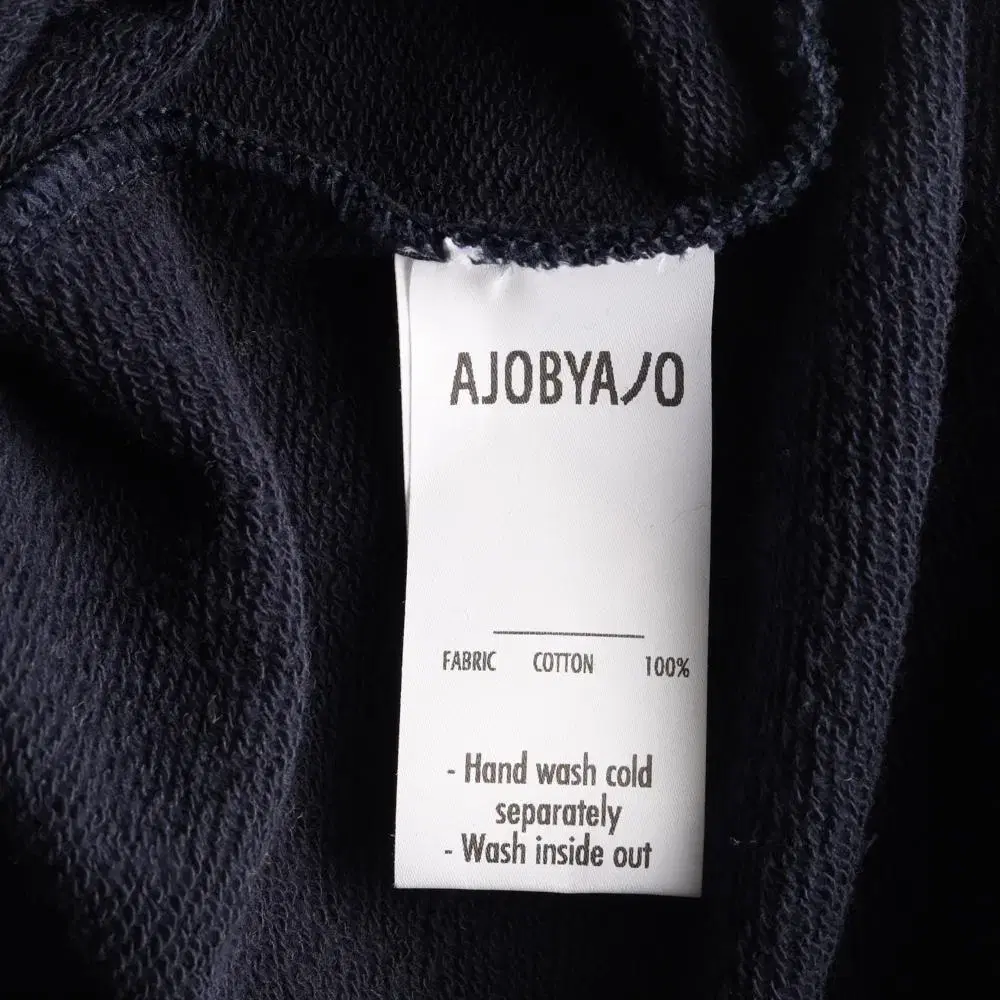 AJOBYAJO
FABRIC COTTON 100%
- Hand wash cold
separately
- Wash inside out